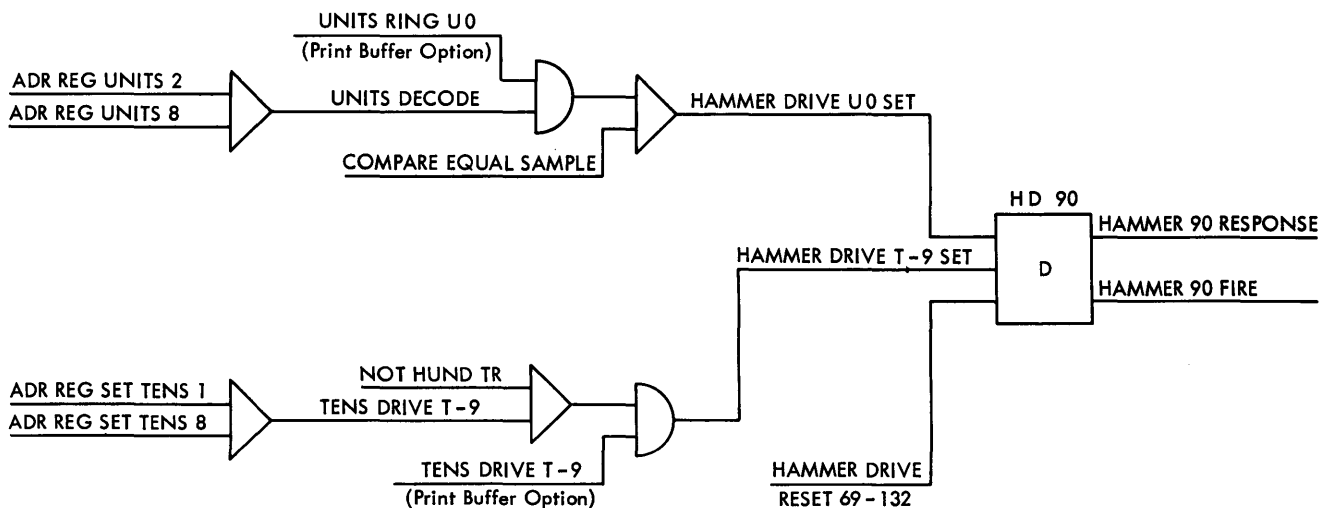 UNITS RING U0
(Print Buffer Option)
ADR REG UNITS 2
ADR REG UNITS 8
UNITS DECODE
HAMMER DRIVE U0 SET
COMPARE EQUAL SAMPLE
HD 90
HAMMER 90 RESPONSE
HAMMER DRIVE T-9 SET
D
HAMMER 90 FIRE
NOT HUND TR
ADR REG SET TENS 1
TENS DRIVE T-9
ADR REG SET TENS 8
TENS DRIVE T-9
(Print Buffer Option)
HAMMER DRIVE
RESET 69-132